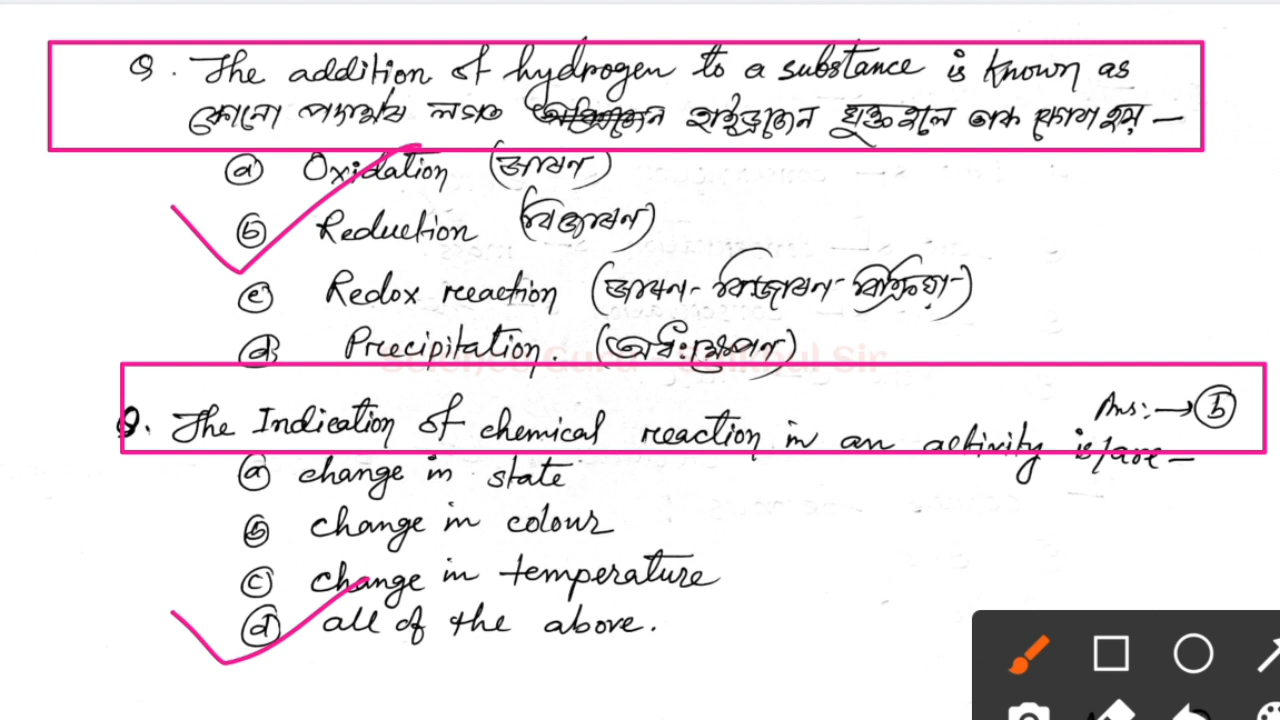 Q. The addition of hydrogen to a substance is known as
কোনো পদাৰ্থৰ লগত হাইড্ৰজেন যুক্ত হলে তাক কোৱা হয় —
(a) Oxidation (জাৰণ)
(b) Reduction (বিজাৰণ)
(c) Redox reaction (জাৰণ- বিজাৰণ- বিক্ৰিয়া-)
(d) Precipitation. (অধঃক্ষেপন)
Ans: → (b)
Q. The Indication of chemical reaction in an activity is/are —
(a) change in state
(b) change in colour
(c) change in temperature
(d) all of the above.